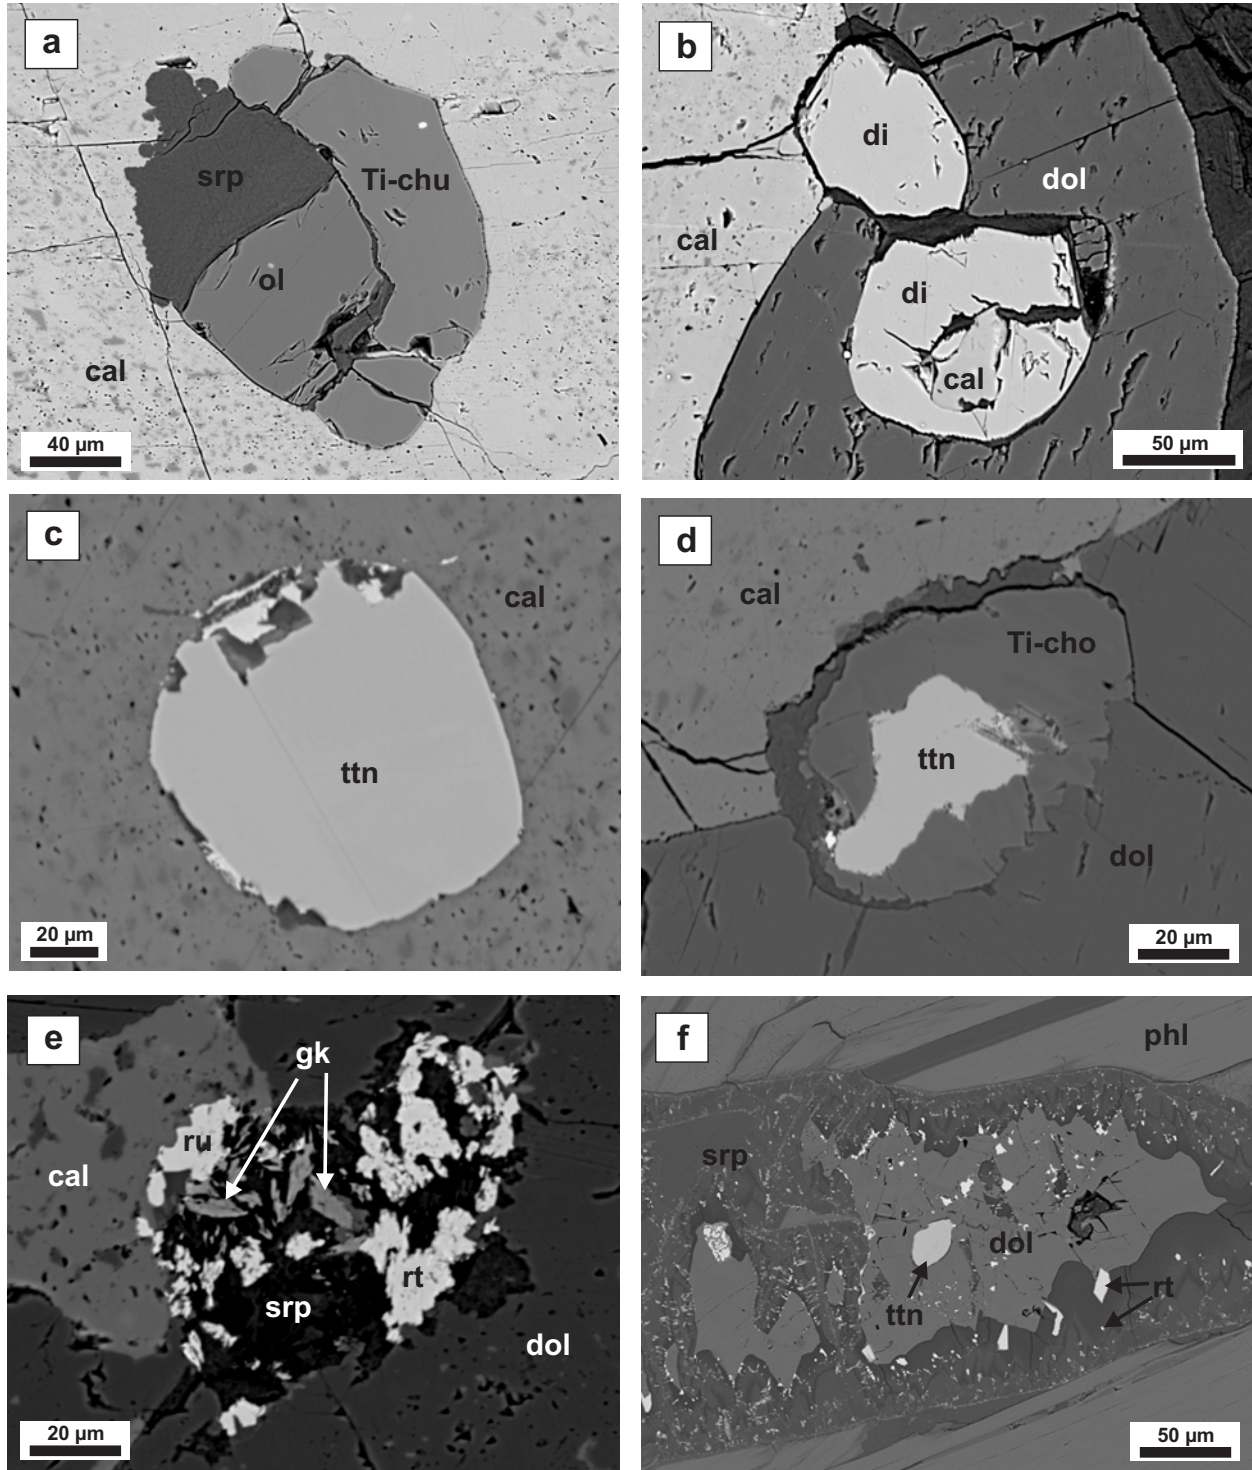 a
srp
Ti-chu
ol
cal
40 µm
b
di
dol
cal
di
cal
50 µm
c
cal
ttn
20 µm
d
cal
Ti-cho
ttn
dol
20 µm
e
gk
ru
cal
rt
srp
dol
20 µm
f
phl
srp
dol
rt
ttn
50 µm